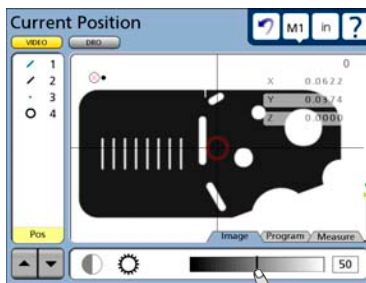 Current Position
M1 in ?
VIDEO DRO
1
2
3
4
0
X 0.0622
Y 0.0374
Z 0.0000
Pos
Image Program Measure
50